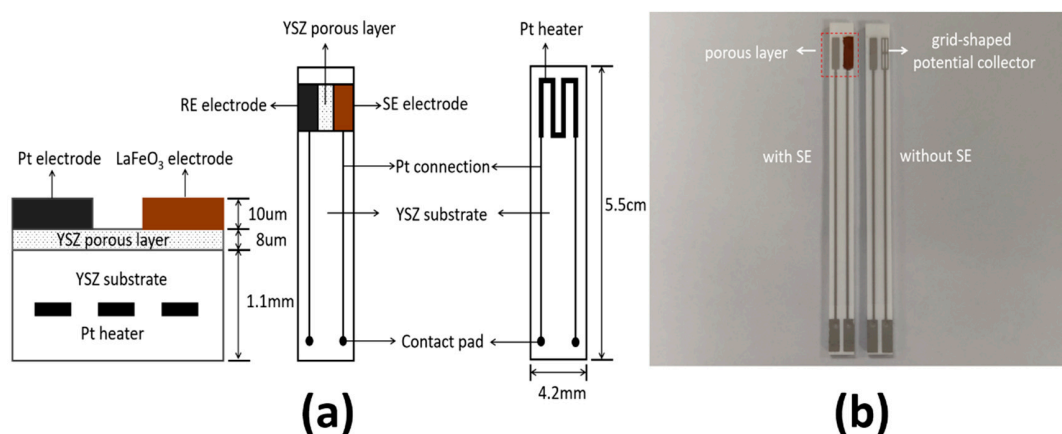 Pt heater
YSZ porous layer
RE electrode
SE electrode
Pt electrode
LaFeO3 electrode
Pt connection
10um
YSZ porous layer
8um
YSZ substrate
5.5cm
YSZ substrate
1.1mm
Pt heater
Contact pad
4.2mm
(a)
porous layer
grid-shaped
potential collector
with SE
without SE
(b)